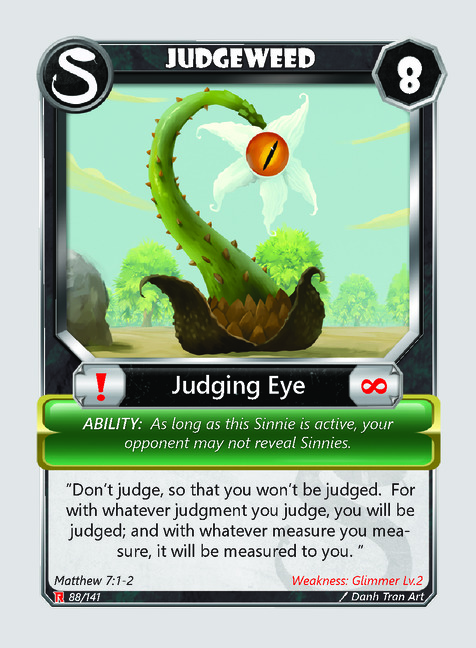 S
JUDGEWEED
8
!
Judging Eye
∞
ABILITY: As long as this Sinnie is active, your
opponent may not reveal Sinnies.
"Don't judge, so that you won't be judged. For
with whatever judgment you judge, you will be
judged; and with whatever measure you mea-
sure, it will be measured to you. "
Matthew 7:1-2
Weakness: Glimmer Lv.2
R 88/141
Danh Tran Art